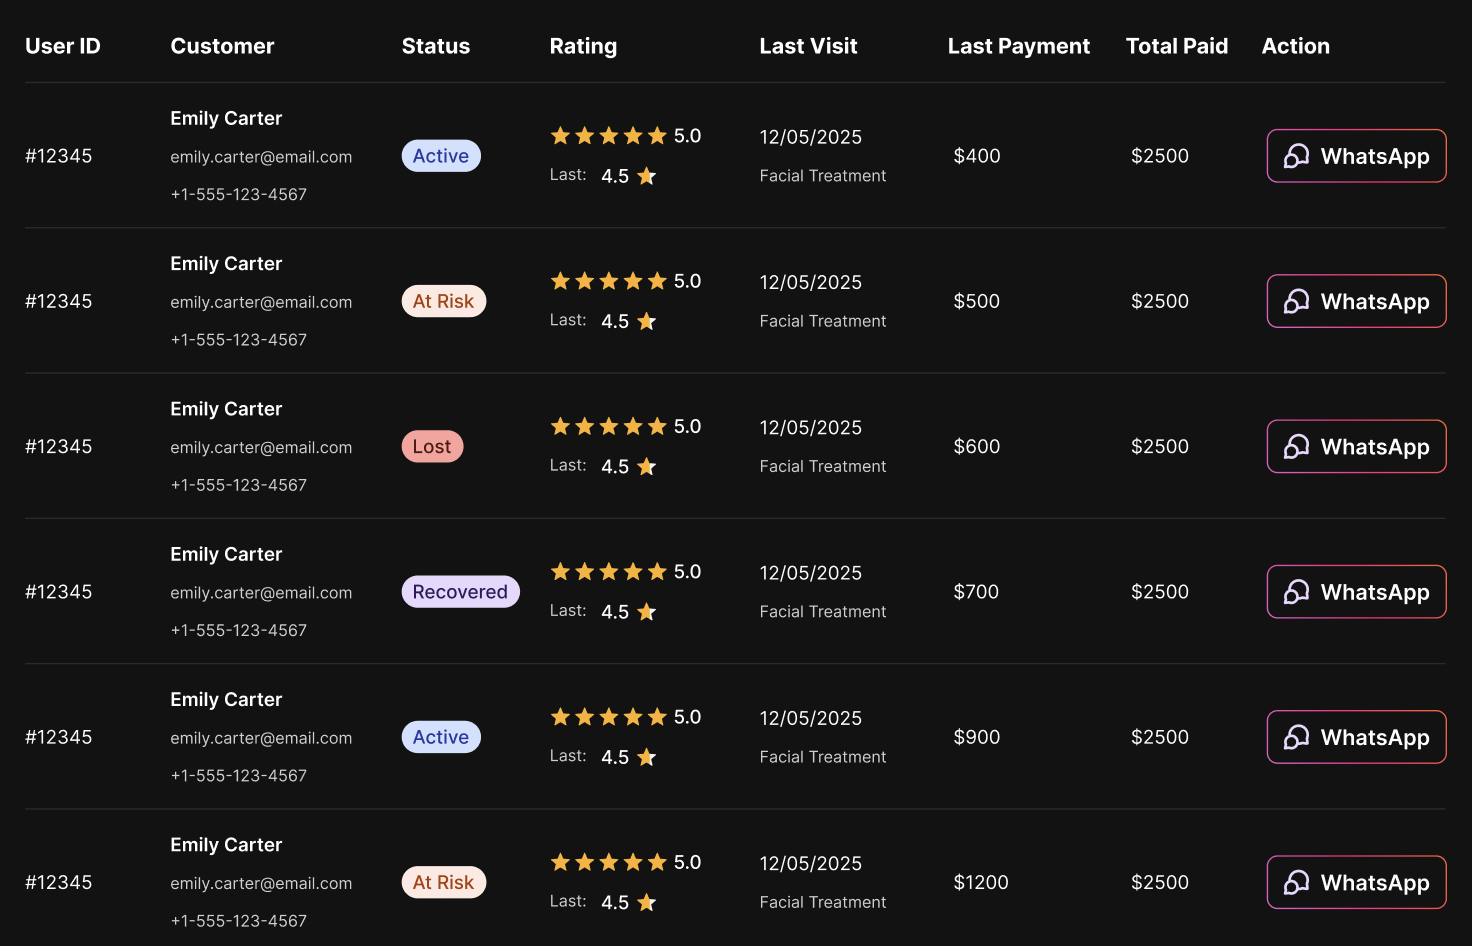 User ID Customer Status Rating Last Visit Last Payment Total Paid Action
Emily Carter
#12345 emily.carter@email.com Active 5.0 12/05/2025 $400 $2500 WhatsApp
+1-555-123-4567 Last: 4.5 Facial Treatment
Emily Carter
#12345 emily.carter@email.com At Risk 5.0 12/05/2025 $500 $2500 WhatsApp
+1-555-123-4567 Last: 4.5 Facial Treatment
Emily Carter
#12345 emily.carter@email.com Lost 5.0 12/05/2025 $600 $2500 WhatsApp
+1-555-123-4567 Last: 4.5 Facial Treatment
Emily Carter
#12345 emily.carter@email.com Recovered 5.0 12/05/2025 $700 $2500 WhatsApp
+1-555-123-4567 Last: 4.5 Facial Treatment
Emily Carter
#12345 emily.carter@email.com Active 5.0 12/05/2025 $900 $2500 WhatsApp
+1-555-123-4567 Last: 4.5 Facial Treatment
Emily Carter
#12345 emily.carter@email.com At Risk 5.0 12/05/2025 $1200 $2500 WhatsApp
+1-555-123-4567 Last: 4.5 Facial Treatment